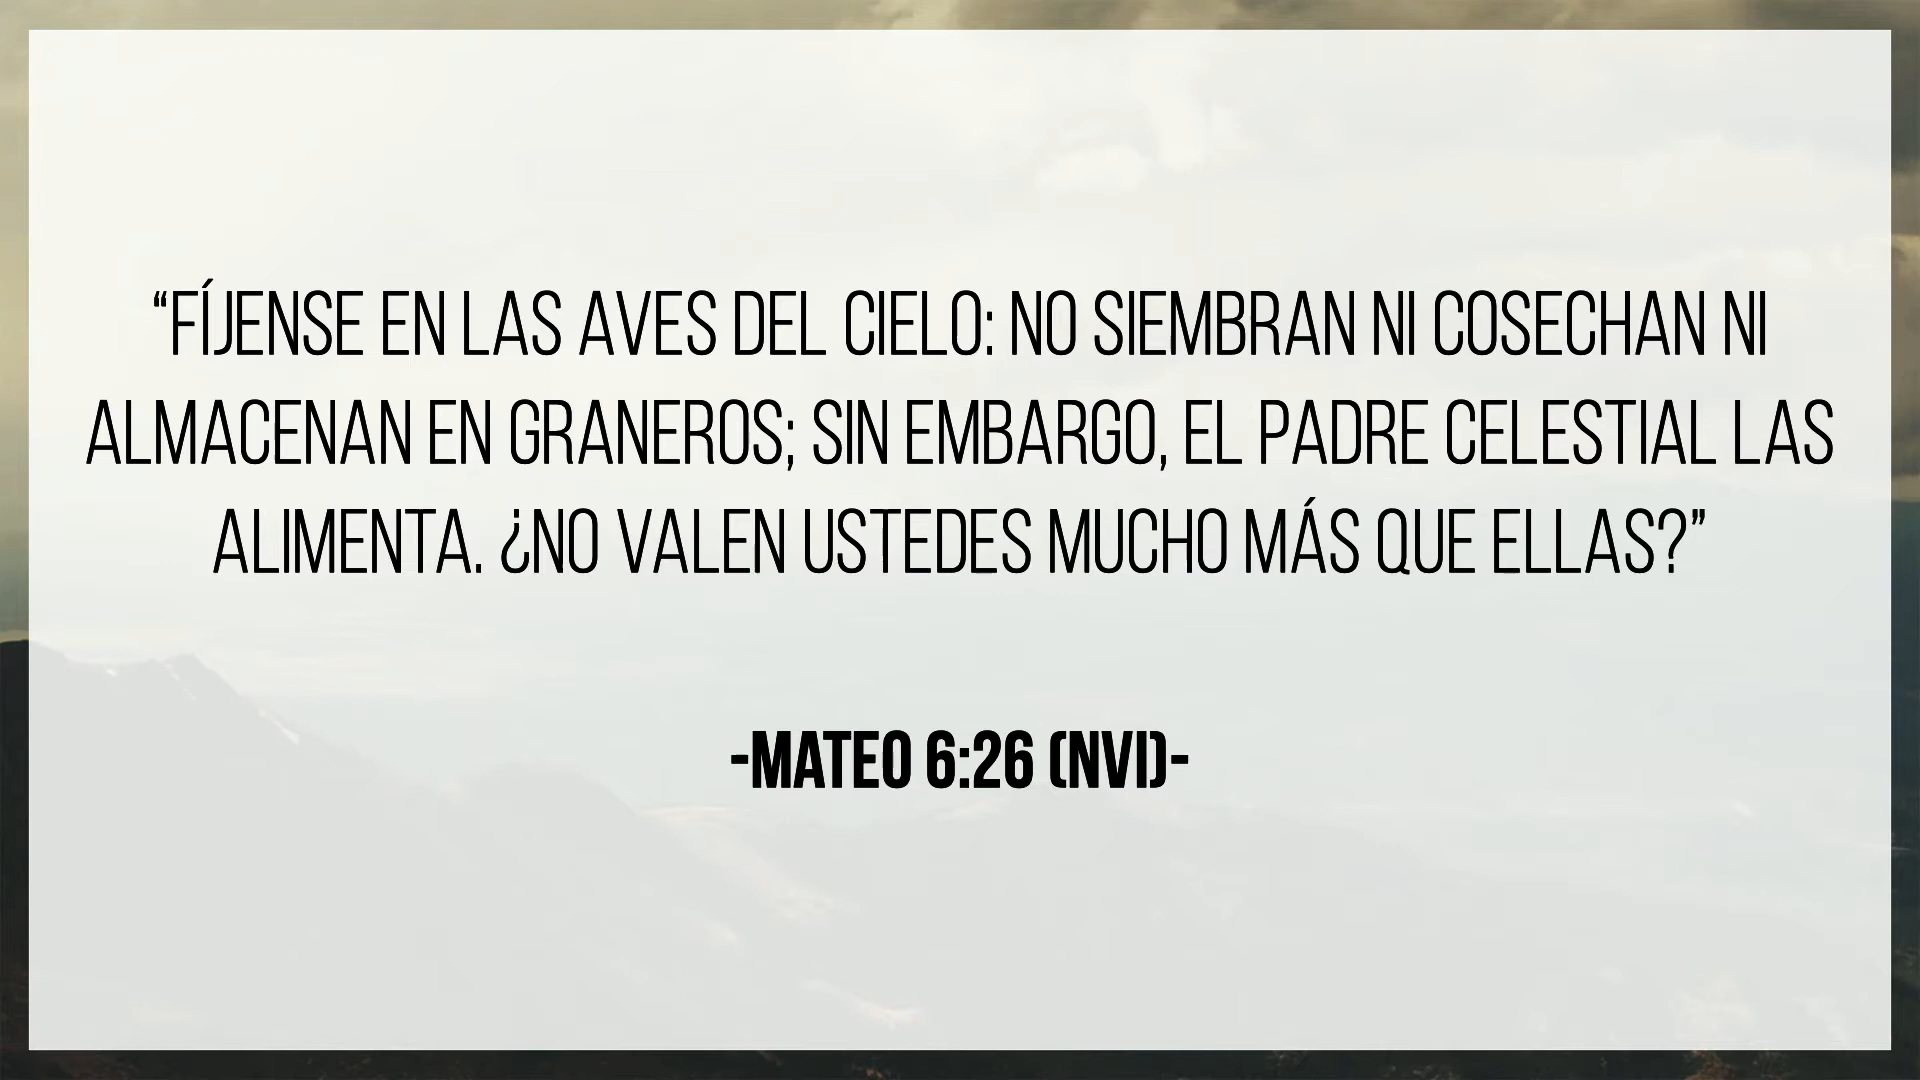 “FÍJENSE EN LAS AVES DEL CIELO: NO SIEMBRAN NI COSECHAN NI
ALMACENAN EN GRANEROS; SIN EMBARGO, EL PADRE CELESTIAL LAS
ALIMENTA. ¿NO VALEN USTEDES MUCHO MÁS QUE ELLAS?”
-MATEO 6:26 (NVI)-